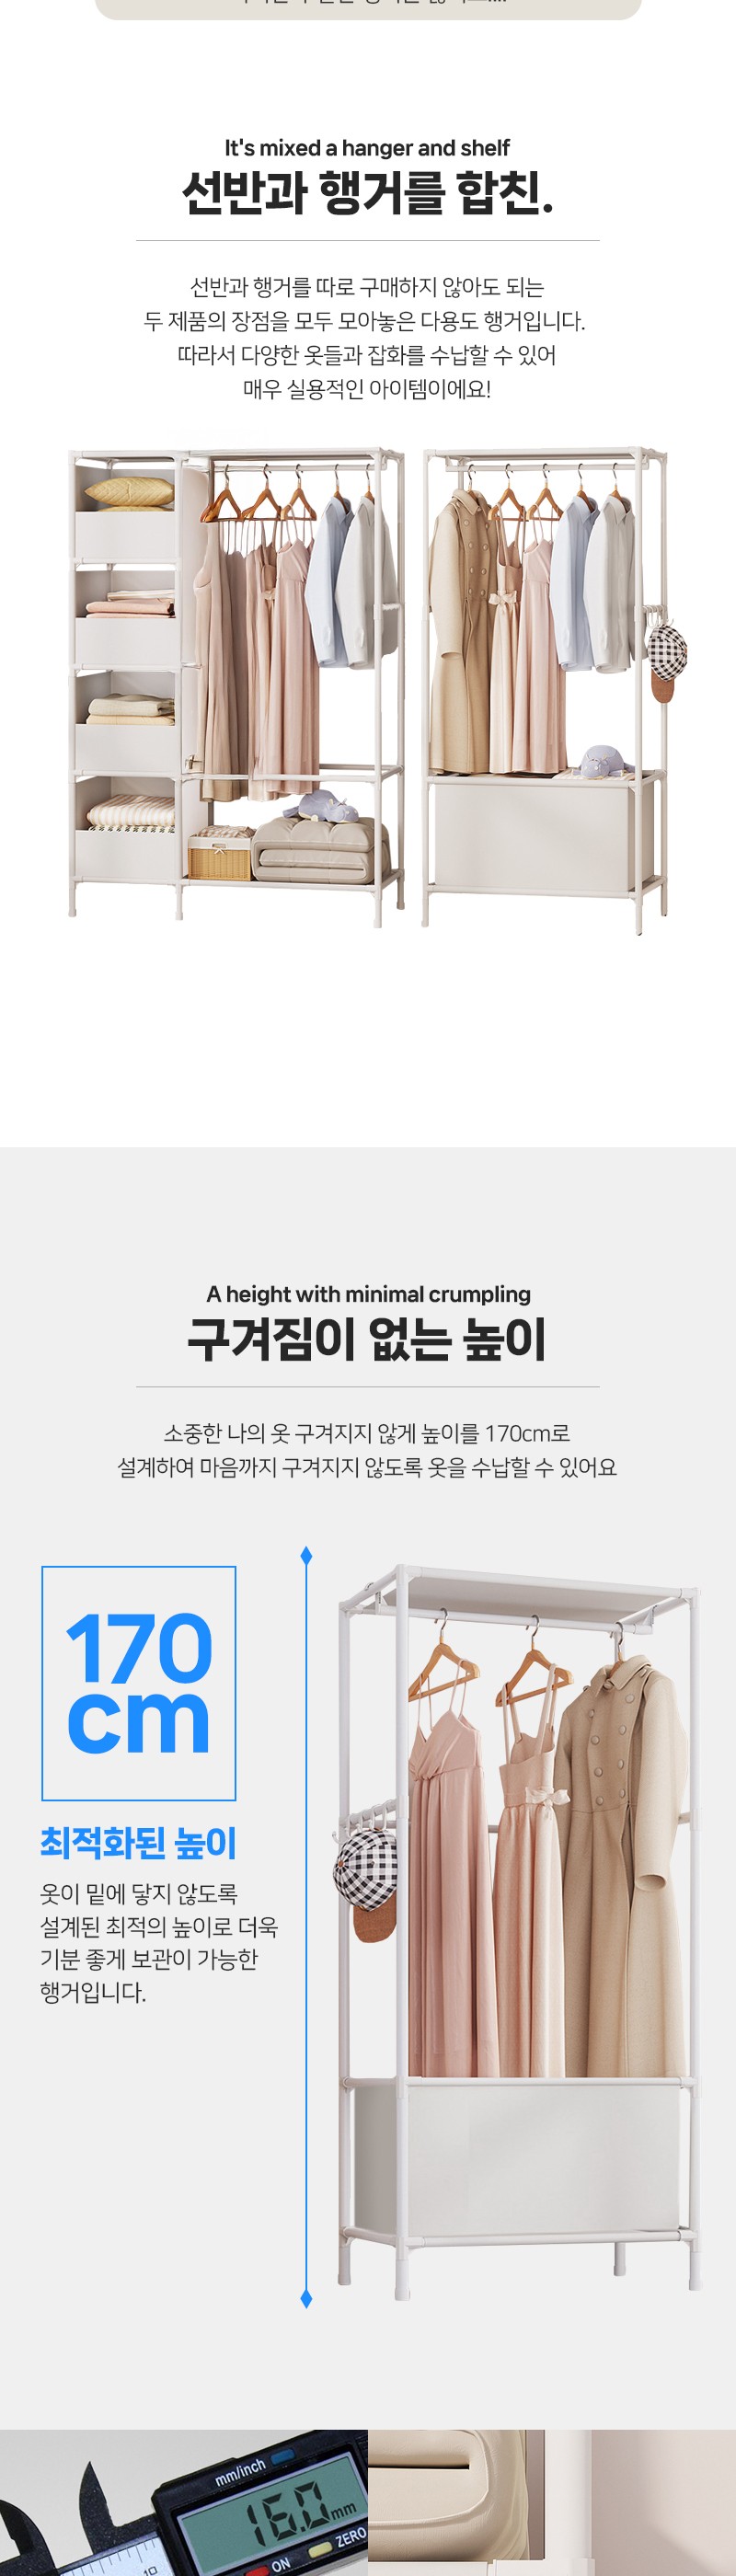 It's mixed a hanger and shelf
선반과 행거를 합친.
선반과 행거를 따로 구매하지 않아도 되는
두 제품의 장점을 모두 모아놓은 다용도 행거입니다.
따라서 다양한 옷들과 잡화를 수납할 수 있어
매우 실용적인 아이템이에요!
A height with minimal crumpling
구겨짐이 없는 높이
소중한 나의 옷 구겨지지 않게 높이를 170cm로
설계하여 마음까지 구겨지지 않도록 옷을 수납할 수 있어요
170
cm
최적화된 높이
옷이 밑에 닿지 않도록
설계된 최적의 높이로 더욱
기분 좋게 보관이 가능한
행거입니다.
mm/inch
16.0 mm
ON
ZERO
10